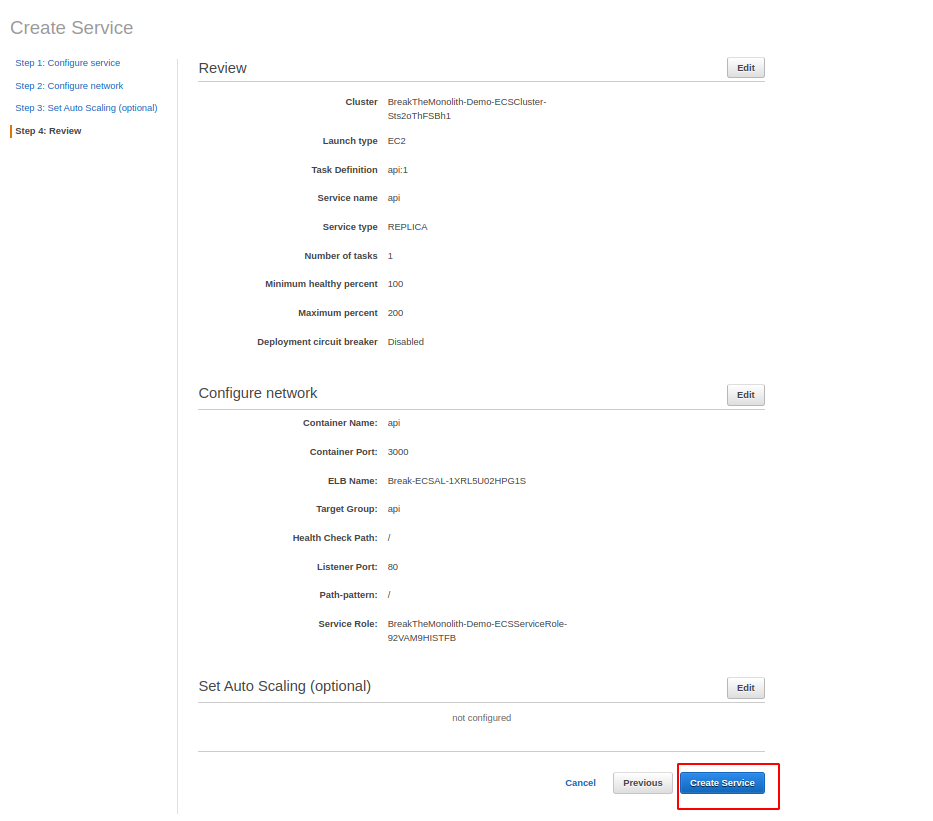 Create Service
Step 1: Configure service
Step 2: Configure network
Step 3: Set Auto Scaling (optional)
Step 4: Review
Review
Edit
Cluster BreakTheMonolith-Demo-ECSCluster-
Sts2oThFSBh1
Launch type EC2
Task Definition api:1
Service name api
Service type REPLICA
Number of tasks 1
Minimum healthy percent 100
Maximum percent 200
Deployment circuit breaker Disabled
Configure network
Edit
Container Name: api
Container Port: 3000
ELB Name: Break-ECSAL-1XRL5U02HPG1S
Target Group: api
Health Check Path: /
Listener Port: 80
Path-pattern: /
Service Role: BreakTheMonolith-Demo-ECSServiceRole-
92VAM9HISTFB
Set Auto Scaling (optional)
Edit
not configured
Cancel Previous Create Service